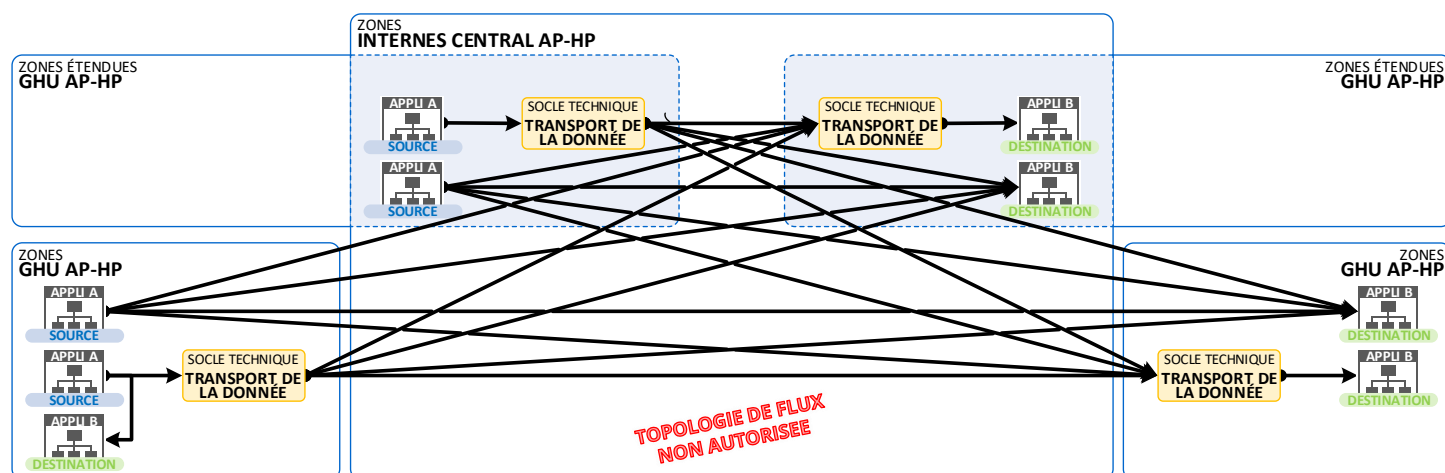 ZONES
INTERNES CENTRAL AP-HP
ZONES ÉTENDUES
GHU AP-HP
ZONES ÉTENDUES
GHU AP-HP
APPLI A
SOURCE
SOCLE TECHNIQUE
TRANSPORT DE
LA DONNÉE
SOCLE TECHNIQUE
TRANSPORT DE
LA DONNÉE
APPLI B
DESTINATION
APPLI A
SOURCE
APPLI B
DESTINATION
ZONES
GHU AP-HP
APPLI A
SOURCE
APPLI A
SOURCE
SOCLE TECHNIQUE
TRANSPORT DE
LA DONNÉE
APPLI B
DESTINATION
TOPOLOGIE DE FLUX
NON AUTORISEE
ZONES
GHU AP-HP
APPLI B
DESTINATION
SOCLE TECHNIQUE
TRANSPORT DE
LA DONNÉE
APPLI B
DESTINATION